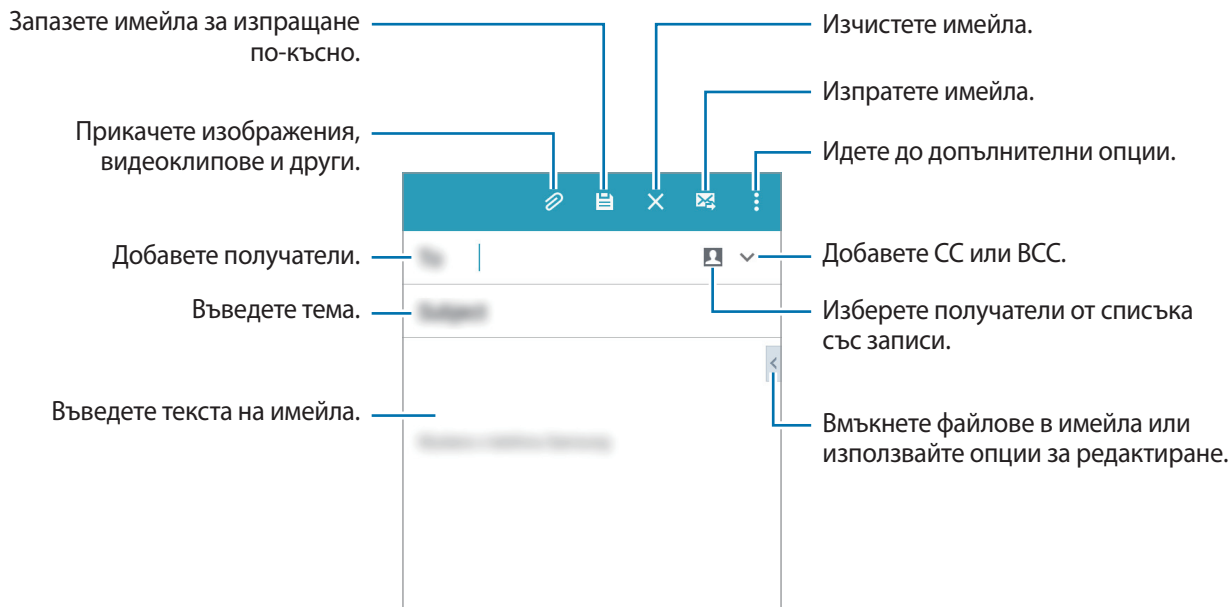 Запазете имейла за изпращане
по-късно.
Прикачете изображения,
видеоклипове и други.
Добавете получатели.
Въведете тема.
Въведете текста на имейла.
Изчистете имейла.
Изпратете имейла.
Идете до допълнителни опции.
Добавете CC или BCC.
Изберете получатели от списъка
със записи.
Вмъкнете файлове в имейла или
използвайте опции за редактиране.
To
Subject